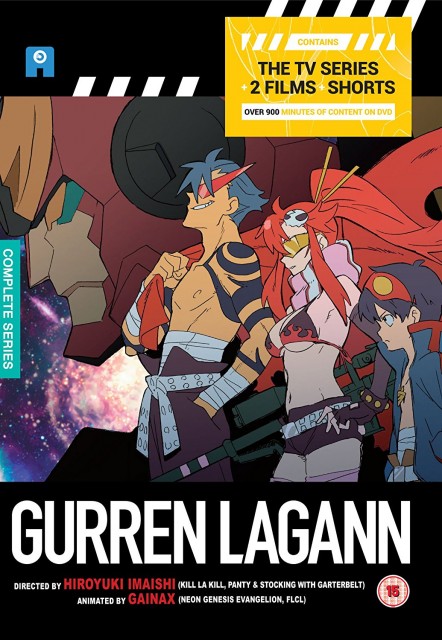 CONTAINS
THE TV SERIES
+ 2 FILMS + SHORTS
OVER 900 MINUTES OF CONTENT ON DVD
COMPLETE SERIES
GURREN LAGANN
DIRECTED BY HIROYUKI IMAISHI (KILL LA KILL, PANTY & STOCKING WITH GARTERBELT)
ANIMATED BY GAINAX (NEON GENESIS EVANGELION, FLCL)
15